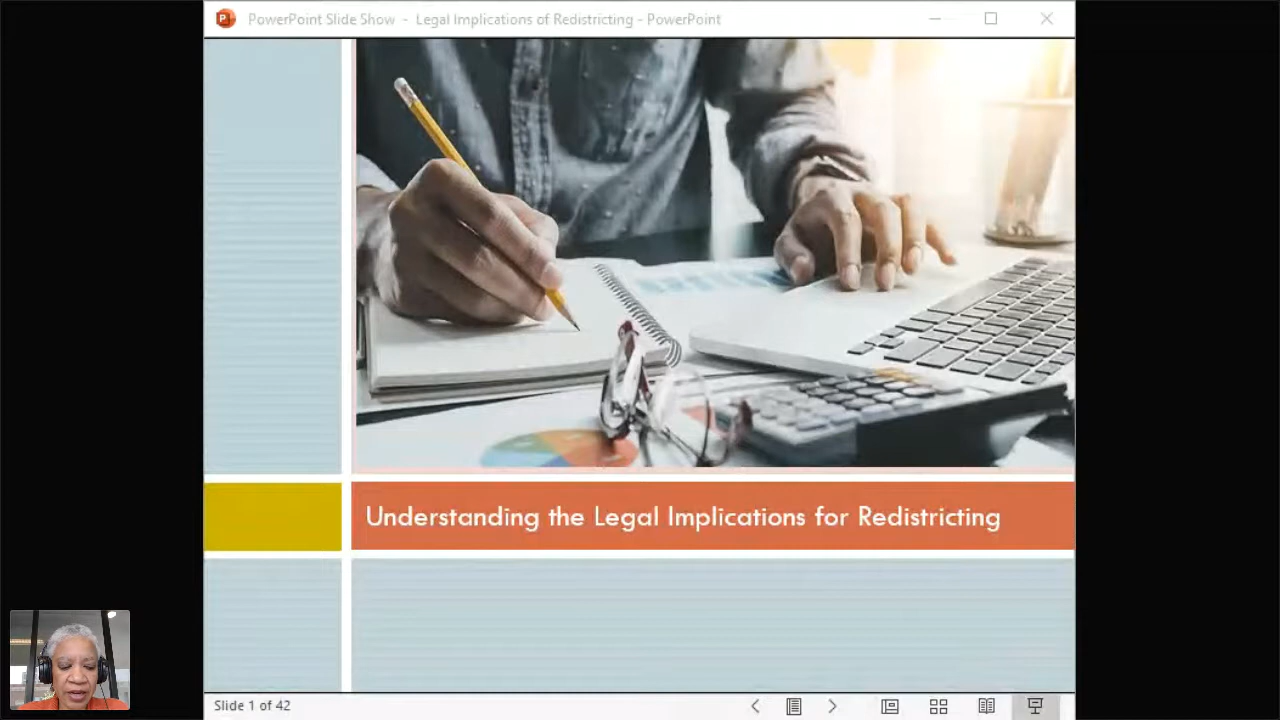 PowerPoint Slide Show - Legal Implications of Redistricting - PowerPoint
Understanding the Legal Implications for Redistricting
Slide 1 of 42